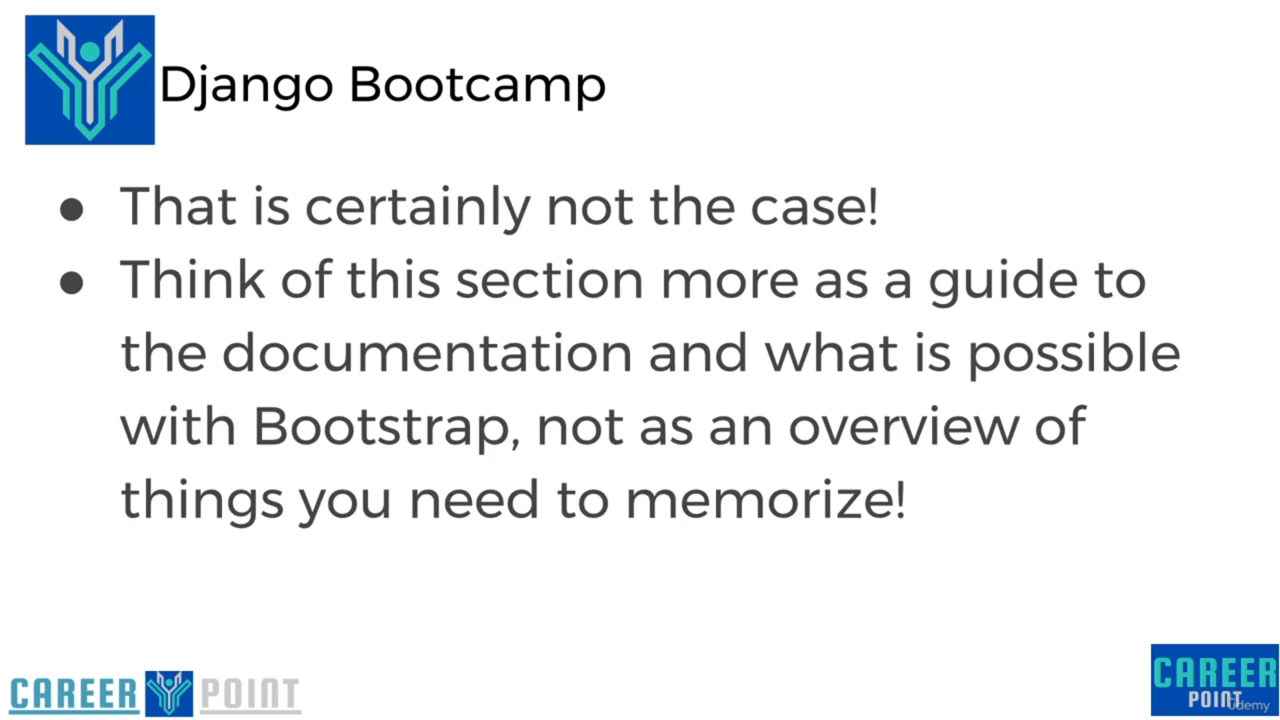 Django Bootcamp
● That is certainly not the case!
● Think of this section more as a guide to
the documentation and what is possible
with Bootstrap, not as an overview of
things you need to memorize!
CAREER POINT
CAREER
POINT
ûdemy